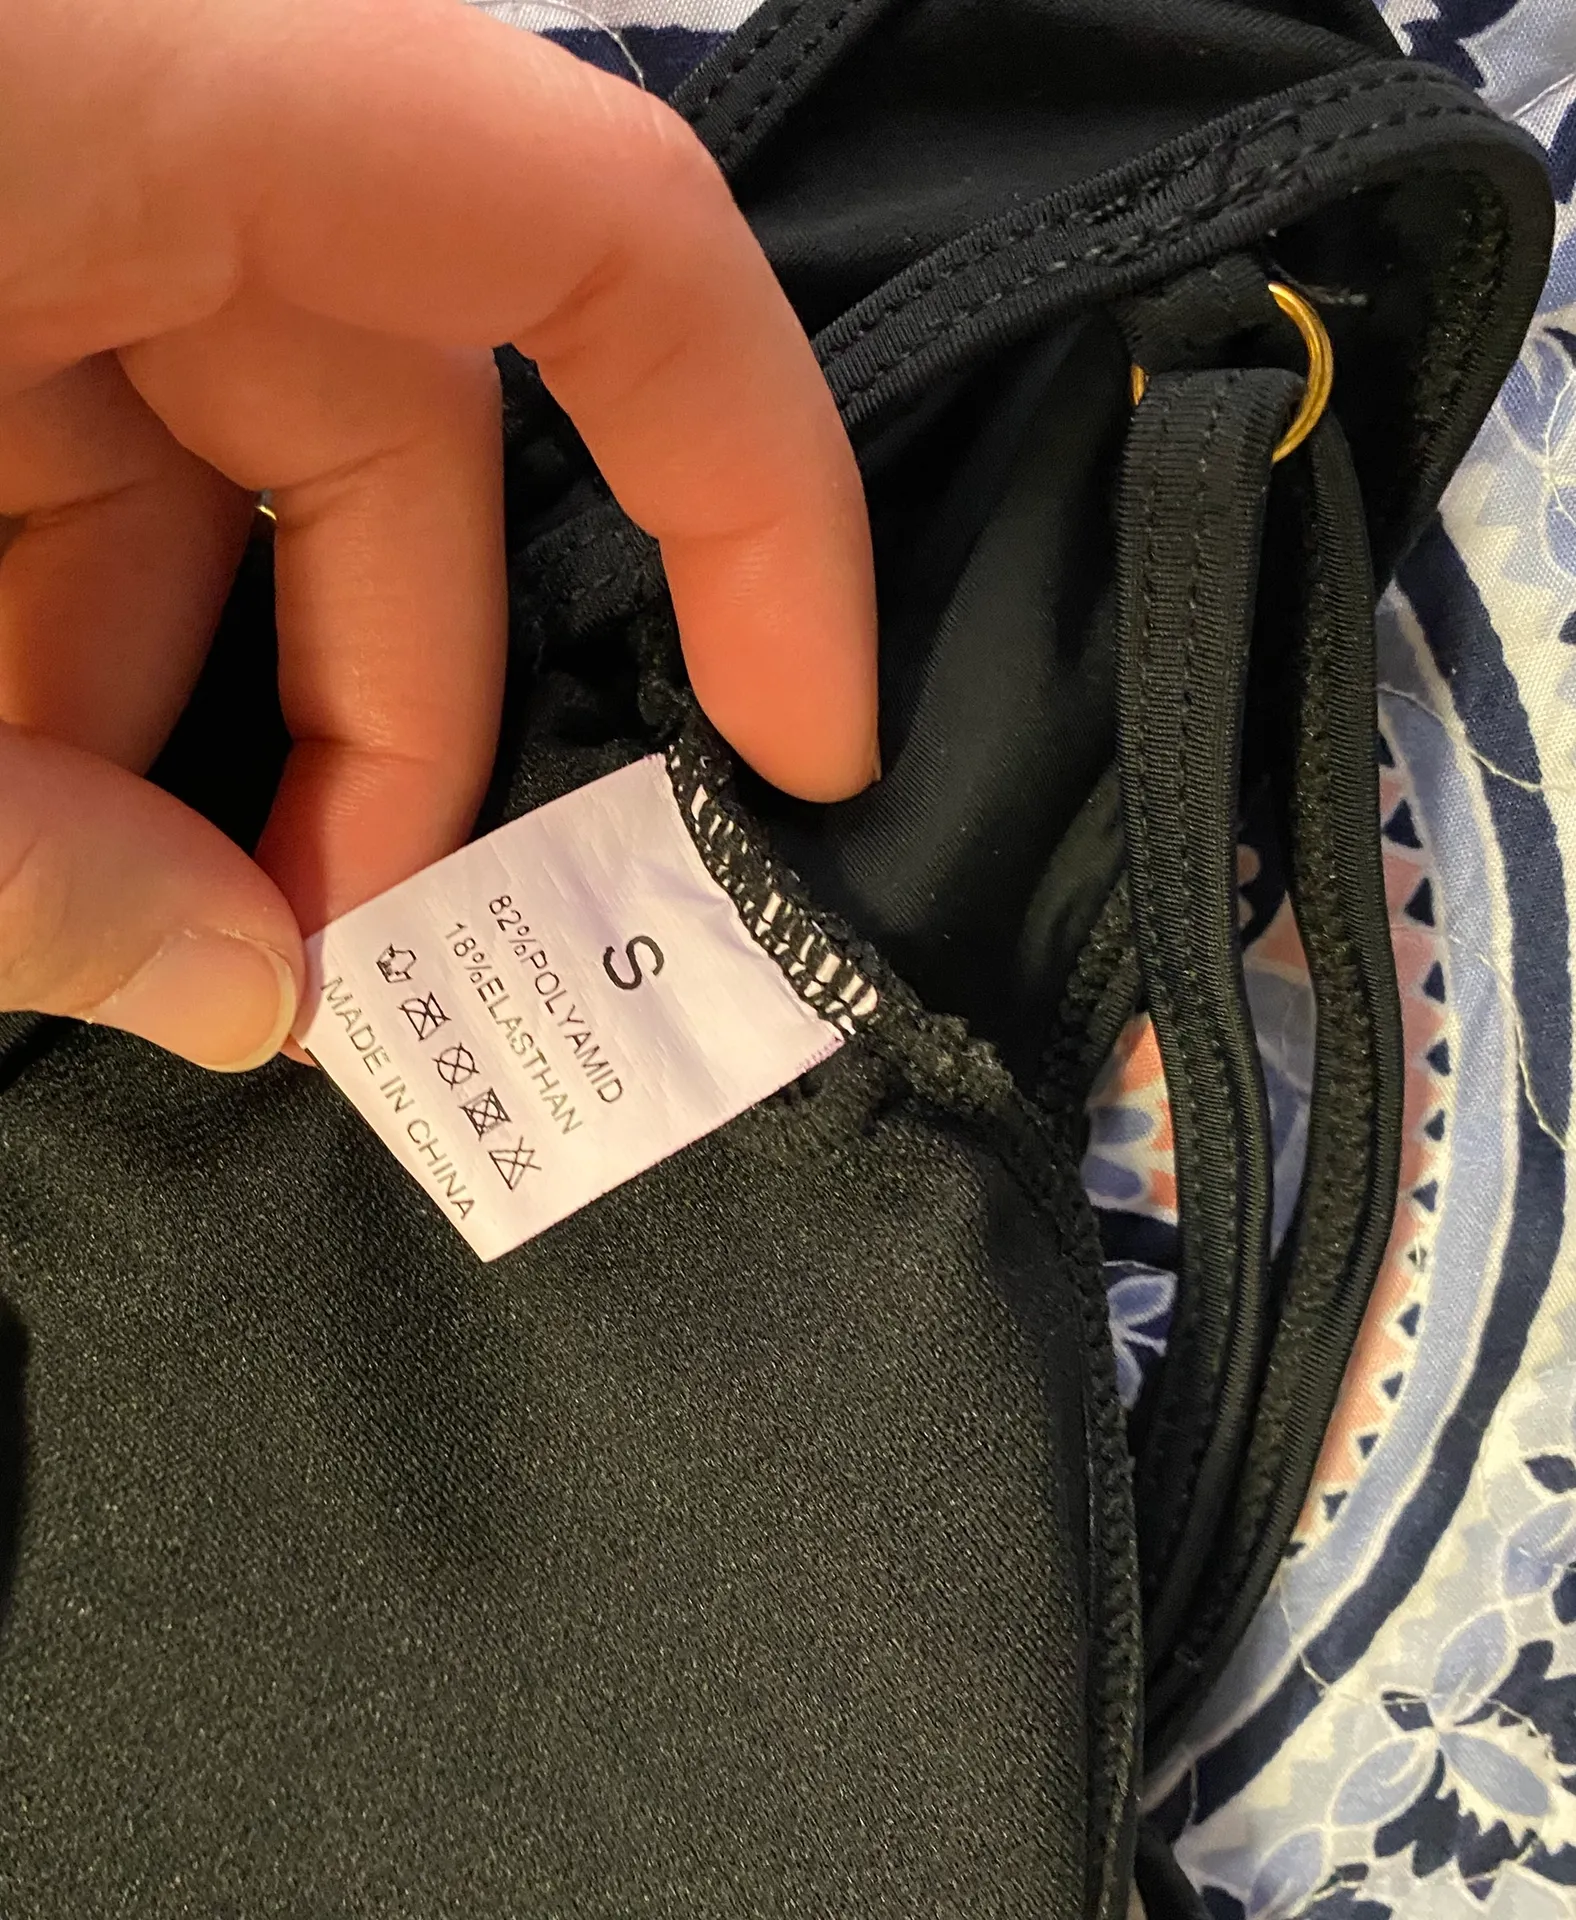 S
82%POLYAMID
18%ELASTHAN
MADE IN CHINA